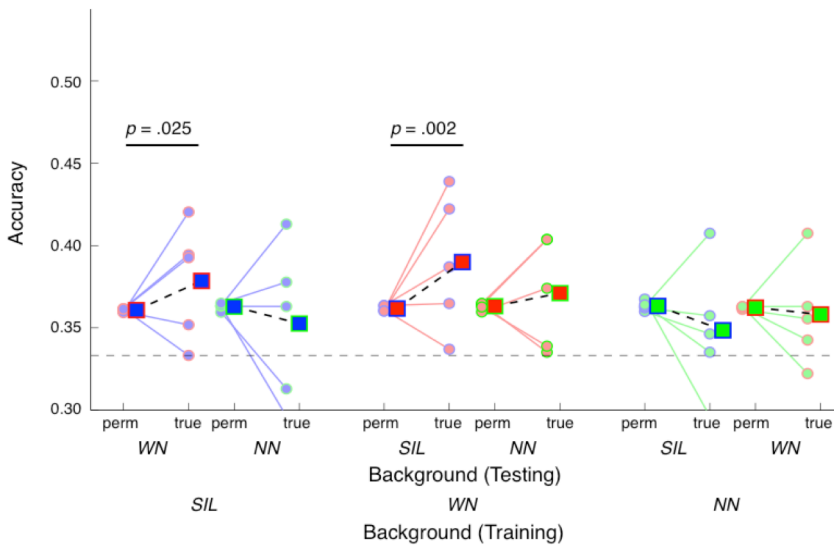 0.50
p = .025
p = .002
0.45
Accuracy
0.40
0.35
0.30
perm true perm true perm true perm true perm true perm true
WN NN SIL NN SIL WN
Background (Testing)
SIL WN NN
Background (Training)